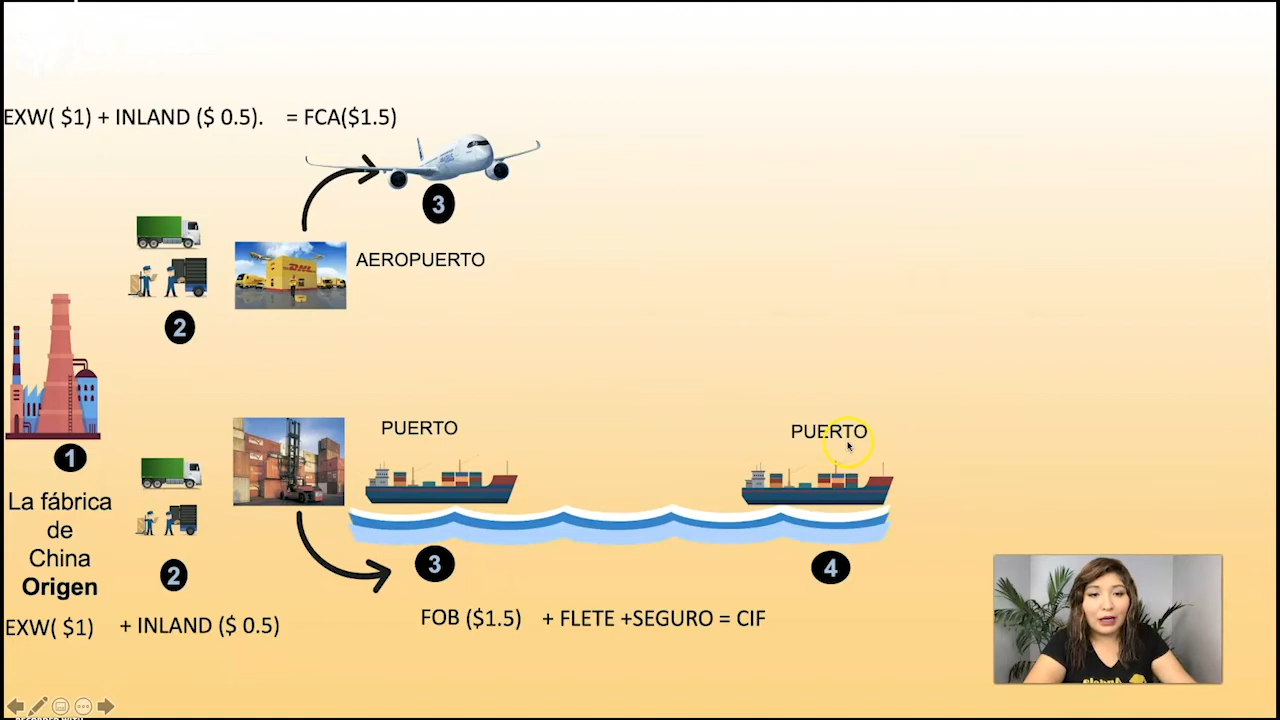 EXW( $1) + INLAND ($ 0.5). = FCA($1.5)
3
DHL
AEROPUERTO
2
PUERTO
PUERTO
1
La fábrica
de
China
Origen
2
3
4
EXW( $1) + INLAND ($ 0.5)
FOB ($1.5) + FLETE +SEGURO = CIF